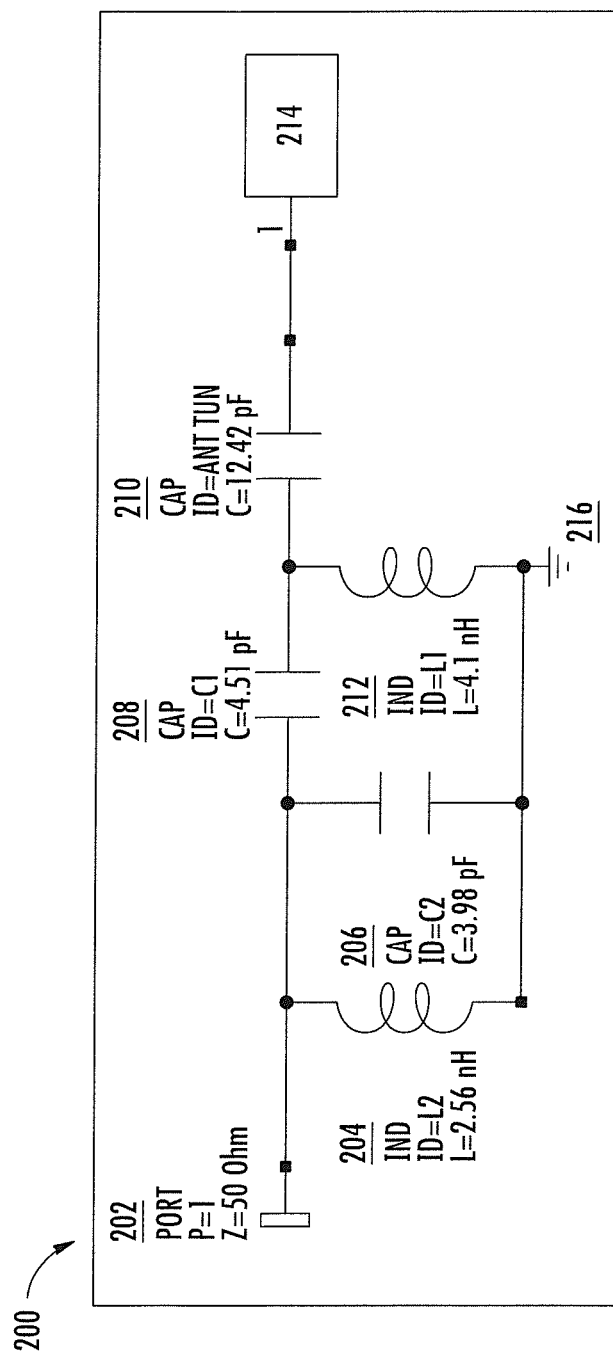 200
202
PORT
P=1
Z=50 Ohm
204
IND
ID=L2
L=2.56 nH
206
CAP
ID=C2
C=3.98 pF
208
CAP
ID=C1
C=4.51 pF
212
IND
ID=L1
L=4.1 nH
210
CAP
ID=ANT TUN
C=12.42 pF
216
1
214